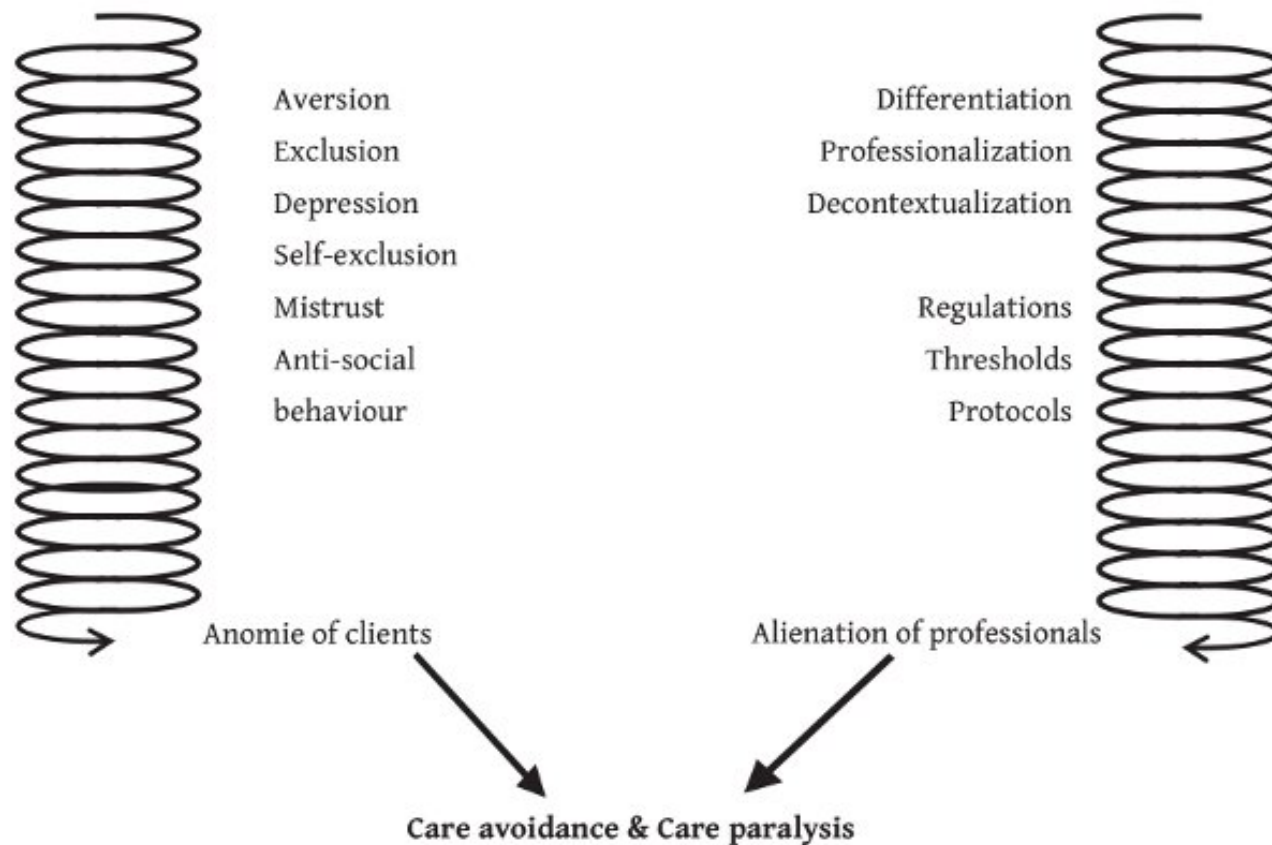 Aversion
Exclusion
Depression
Self-exclusion
Mistrust
Anti-social
behaviour
Differentiation
Professionalization
Decontextualization
Regulations
Thresholds
Protocols
Anomie of clients
Alienation of professionals
Care avoidance & Care paralysis